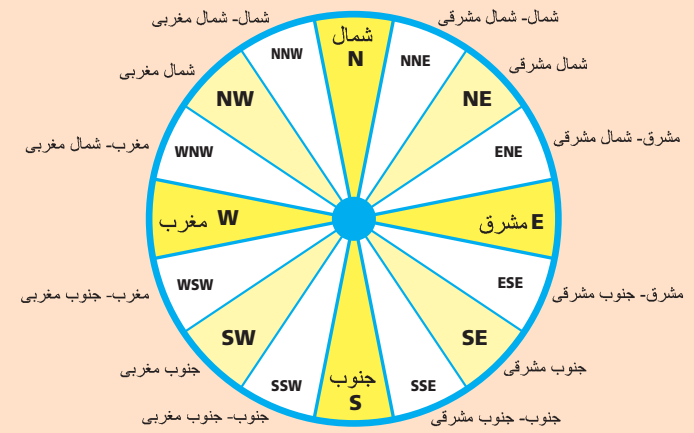 شمال- شمال مغربی
شمال- شمال مشرقی
شمال
N
NNW
NNE
شمال مغربی
شمال مشرقی
NW
NE
مغرب- شمال مغربی
WNW
ENE
مشرق- شمال مشرقی
مغرب W
مشرق E
مغرب- جنوب مغربی
WSW
ESE
مشرق- جنوب مشرقی
SW
SE
جنوب مغربی
جنوب مشرقی
جنوب
S
SSW
SSE
جنوب- جنوب مغربی
جنوب- جنوب مشرقی